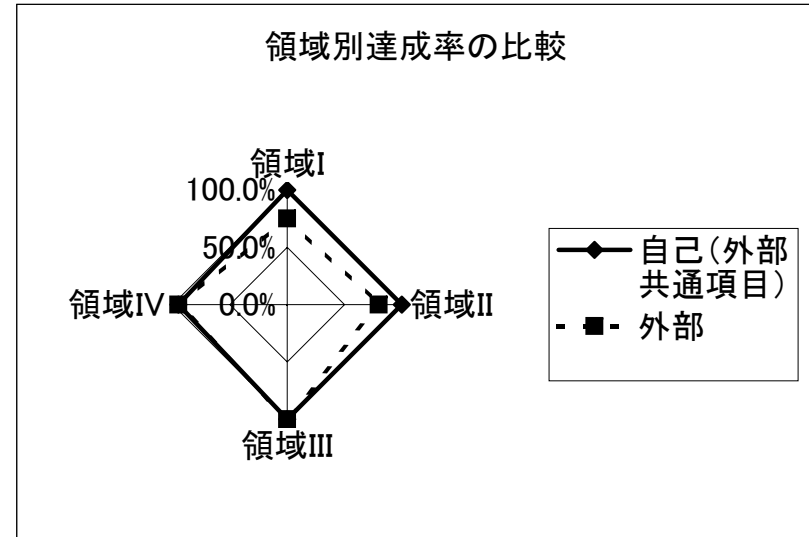 領域別達成率の比較
領域I
100.0%
50.0%
領域IV
0.0%
領域II
領域III
自己(外部
共通項目)
外部